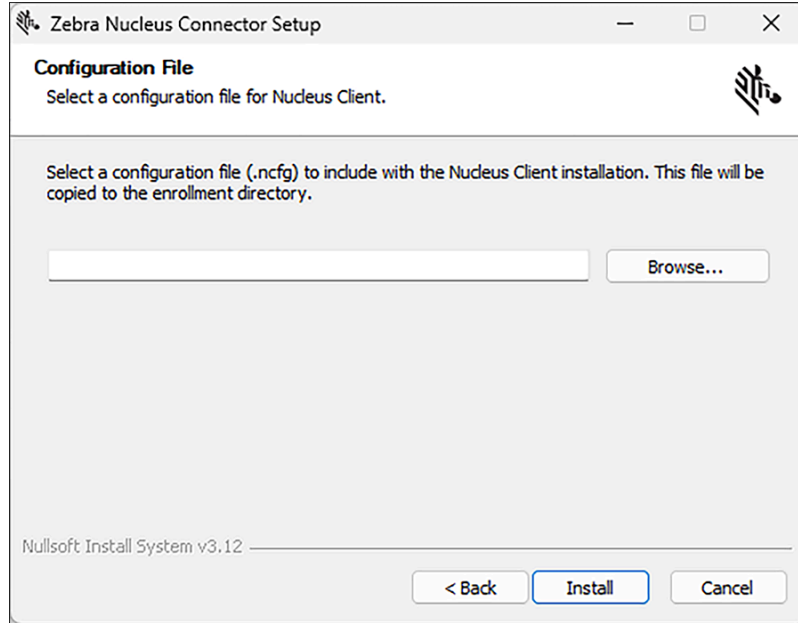 Zebra Nucleus Connector Setup
Configuration File
Select a configuration file for Nucleus Client.
Select a configuration file (.ncfg) to include with the Nucleus Client installation. This file will be
copied to the enrollment directory.
Browse...
Nullsoft Install System v3.12
< Back
Install
Cancel